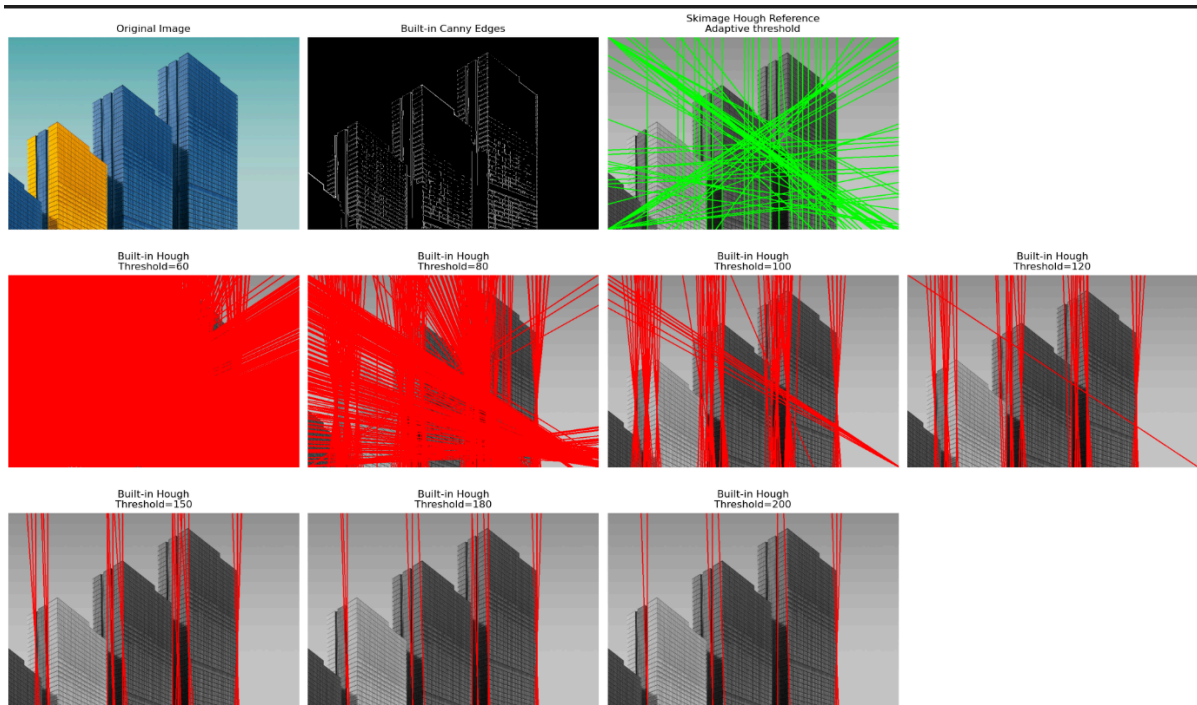 Original Image
Built-in Canny Edges
Skimage Hough Reference
Adaptive threshold
Built-in Hough
Threshold=60
Built-in Hough
Threshold=80
Built-in Hough
Threshold=100
Built-in Hough
Threshold=120
Built-in Hough
Threshold=150
Built-in Hough
Threshold=180
Built-in Hough
Threshold=200